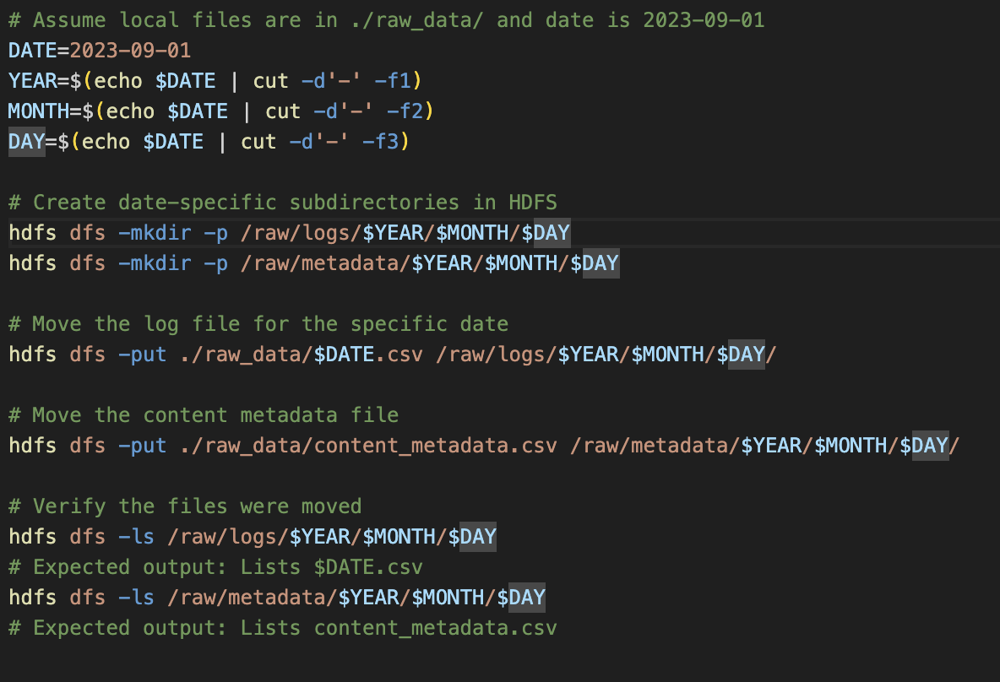 # Assume local files are in ./raw_data/ and date is 2023-09-01
DATE=2023-09-01
YEAR=$(echo $DATE | cut -d'-' -f1)
MONTH=$(echo $DATE | cut -d'-' -f2)
DAY=$(echo $DATE | cut -d'-' -f3)

# Create date-specific subdirectories in HDFS
hdfs dfs -mkdir -p /raw/logs/$YEAR/$MONTH/$DAY
hdfs dfs -mkdir -p /raw/metadata/$YEAR/$MONTH/$DAY

# Move the log file for the specific date
hdfs dfs -put ./raw_data/$DATE.csv /raw/logs/$YEAR/$MONTH/$DAY/

# Move the content metadata file
hdfs dfs -put ./raw_data/content_metadata.csv /raw/metadata/$YEAR/$MONTH/$DAY/

# Verify the files were moved
hdfs dfs -ls /raw/logs/$YEAR/$MONTH/$DAY
# Expected output: Lists $DATE.csv
hdfs dfs -ls /raw/metadata/$YEAR/$MONTH/$DAY
# Expected output: Lists content_metadata.csv